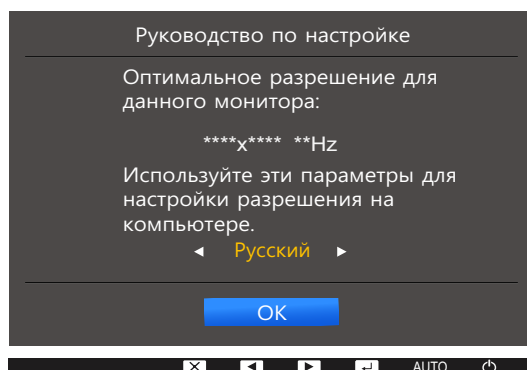 Руководство по настройке
Оптимальное разрешение для
данного монитора:
****x**** **Hz
Используйте эти параметры для
настройки разрешения на
компьютере.
Русский
OK
AUTO